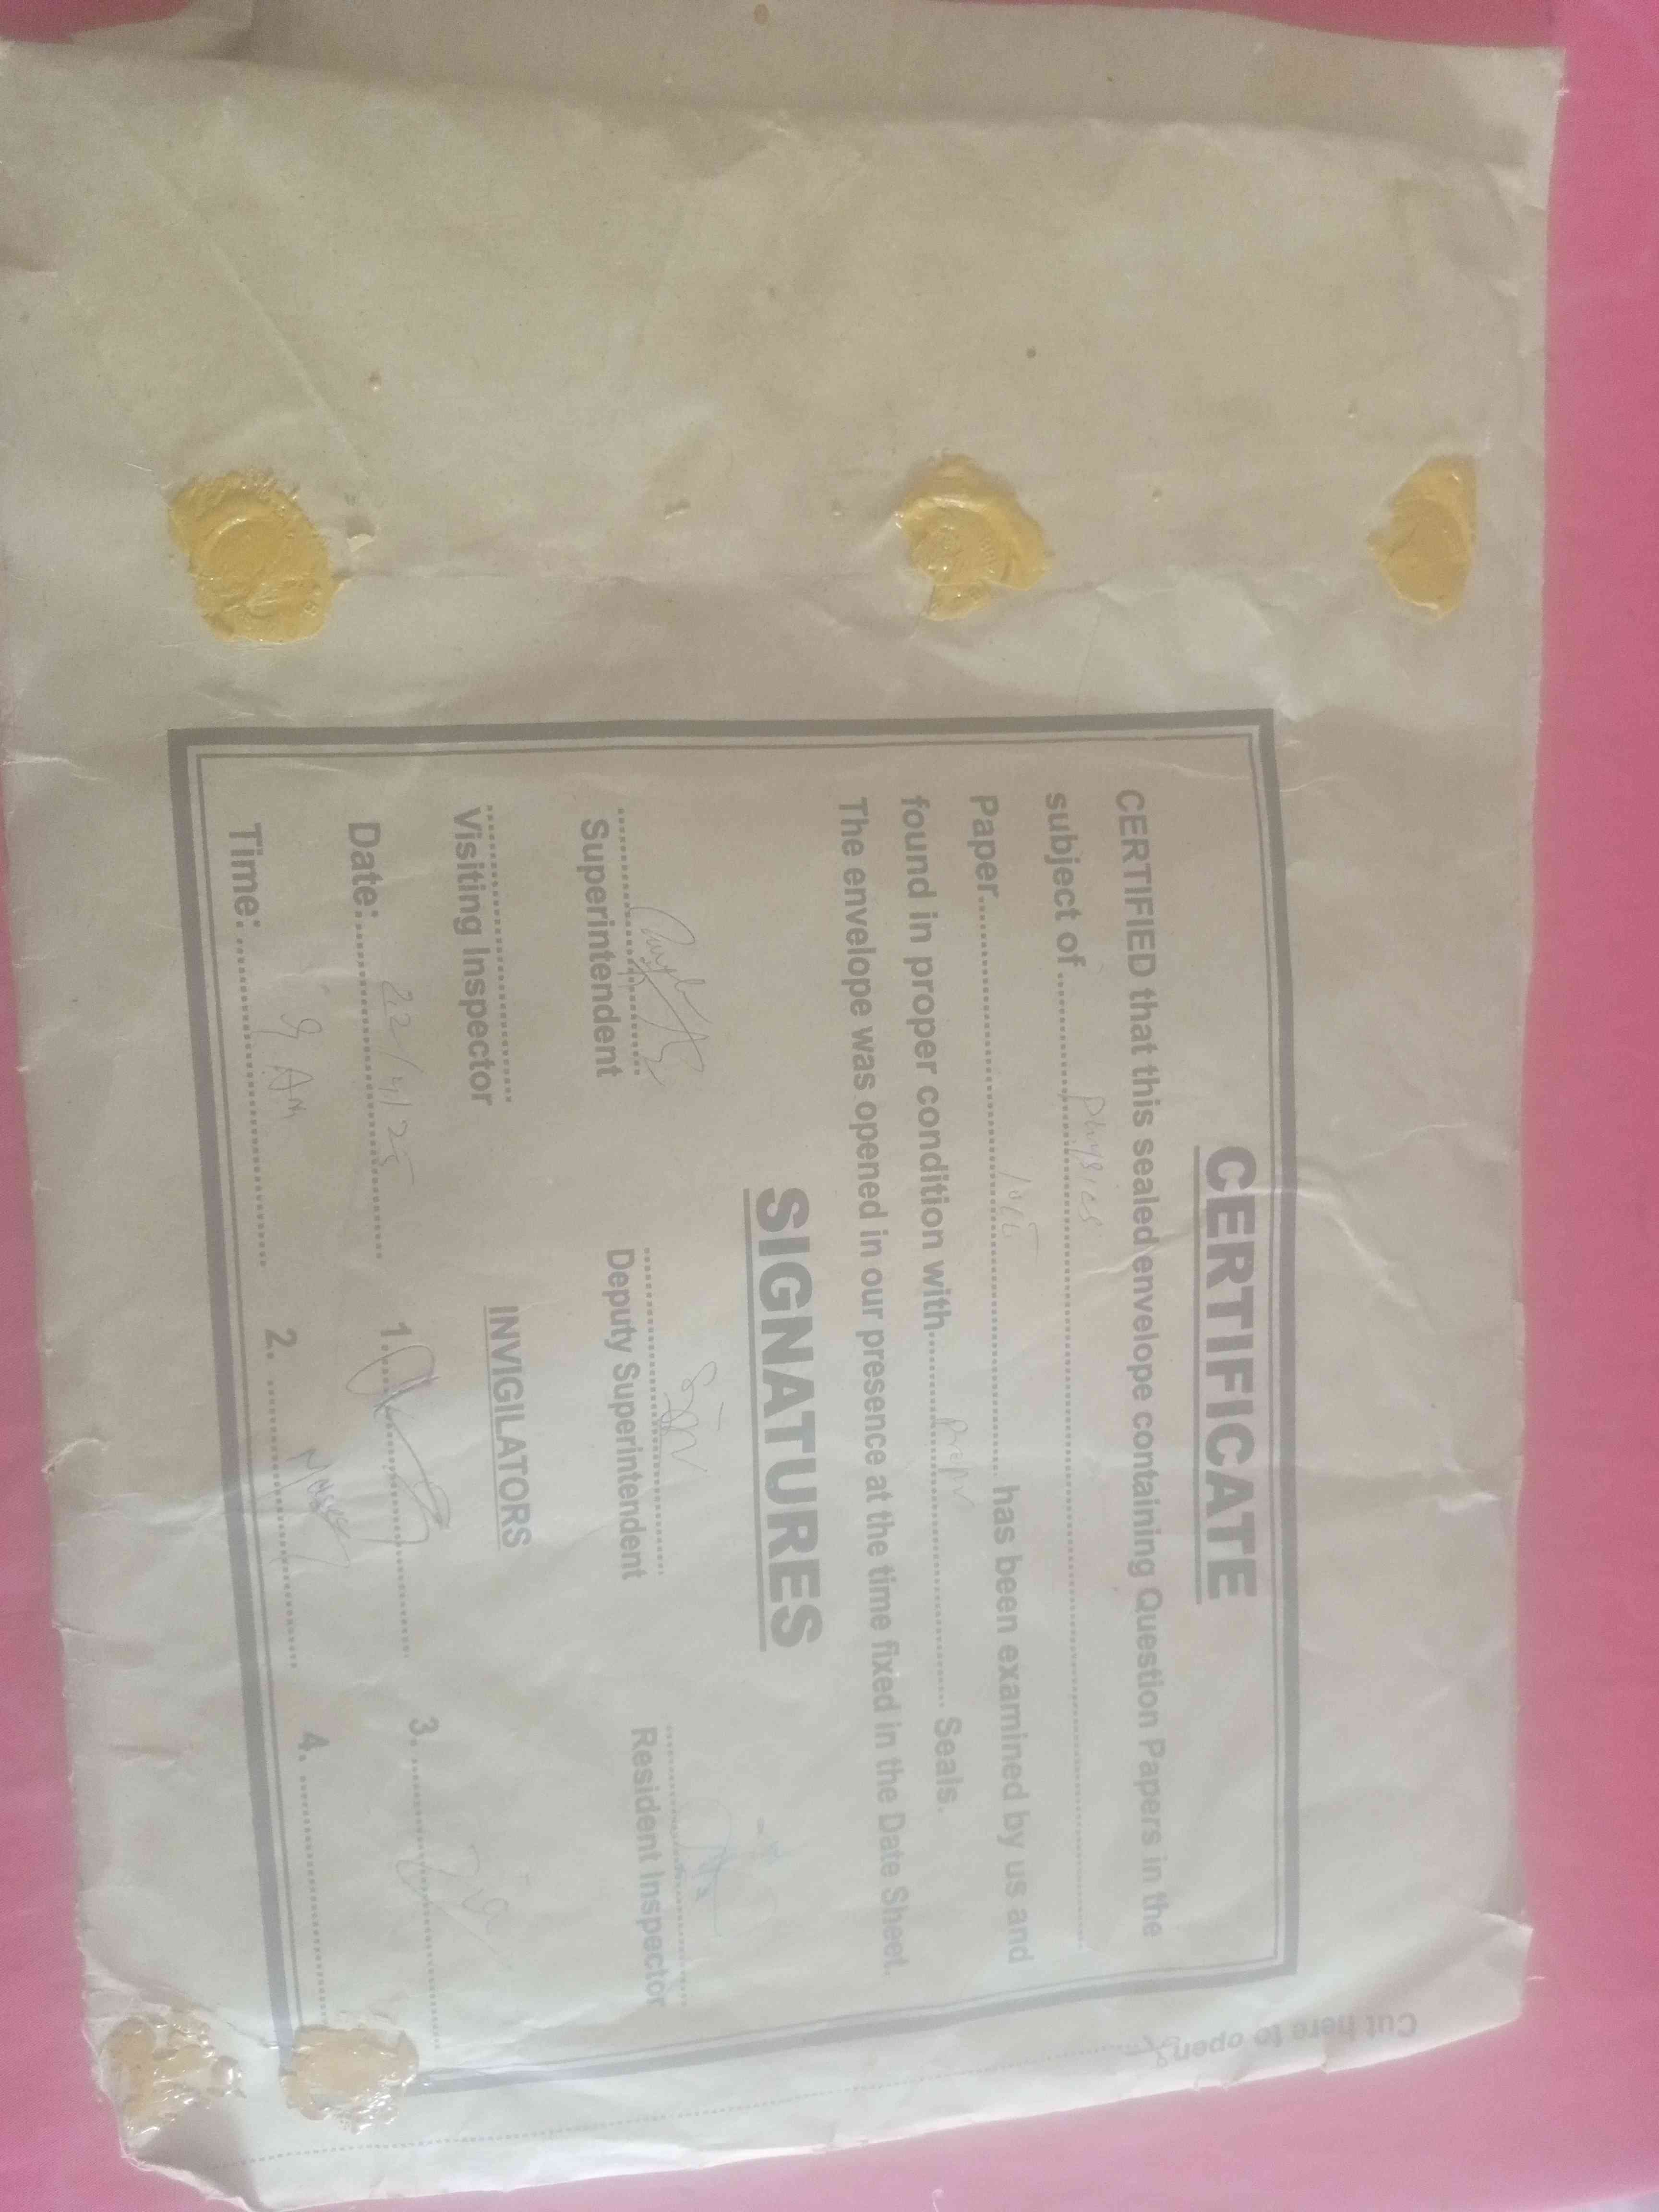 CERTIFICATE
CERTIFIED that this sealed envelope containing Question Papers in the
subject of .......... Physics ..........
Paper.................... has been examined by us and
found in proper condition with.................... Seals.
The envelope was opened in our presence at the time fixed in the Date Sheet.
SIGNATURES
Superintendent Deputy Superintendent Resident Inspector
Visiting Inspector INVIGILATORS
Date:.......... 22/4/25 .......... 1. 3.
Time:.......... 9 AM .......... 2. 4.
Cut here to open